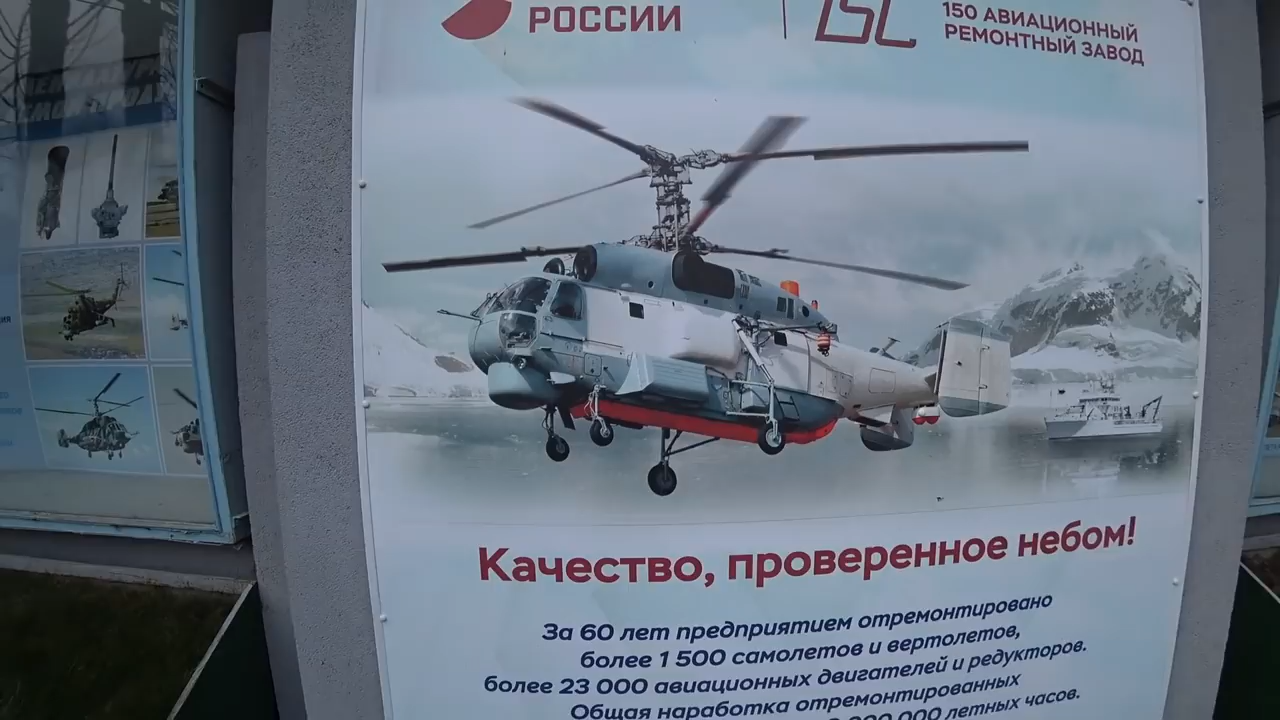 РОССИИ
150 АВИАЦИОННЫЙ
РЕМОНТНЫЙ ЗАВОД
Качество, проверенное небом!
За 60 лет предприятием отремонтировано
более 1 500 самолетов и вертолетов,
более 23 000 авиационных двигателей и редукторов.
Общая наработка отремонтированных
000 летных часов.